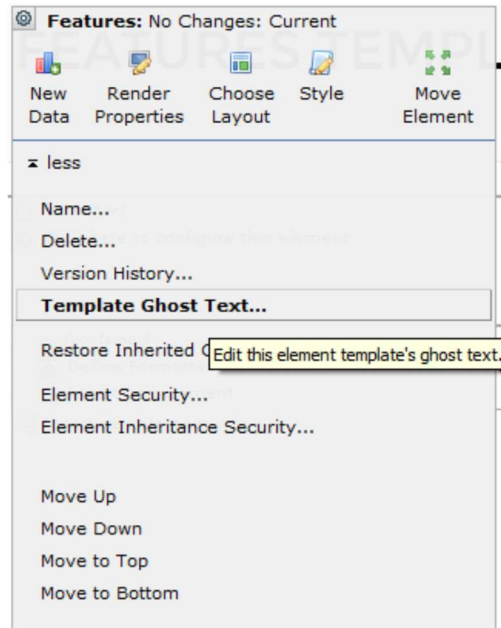 Features: No Changes: Current
FEATURES TEMPL
New Data
Render Properties
Choose Layout
Style
Move Element
less
Name...
Delete...
Version History...
Template Ghost Text...
Restore Inherited
Edit this element template's ghost text.
Element Security...
Element Inheritance Security...
Move Up
Move Down
Move to Top
Move to Bottom